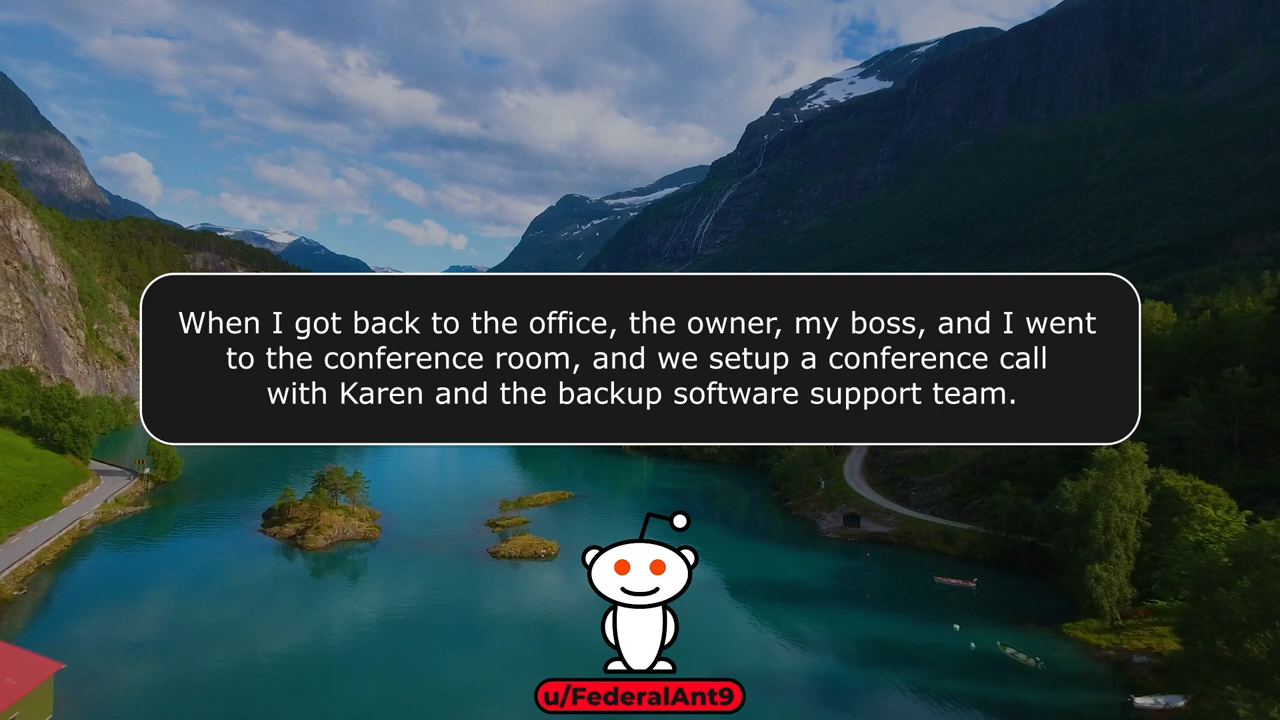 When I got back to the office, the owner, my boss, and I went
to the conference room, and we setup a conference call
with Karen and the backup software support team.
u/FederalAnt9